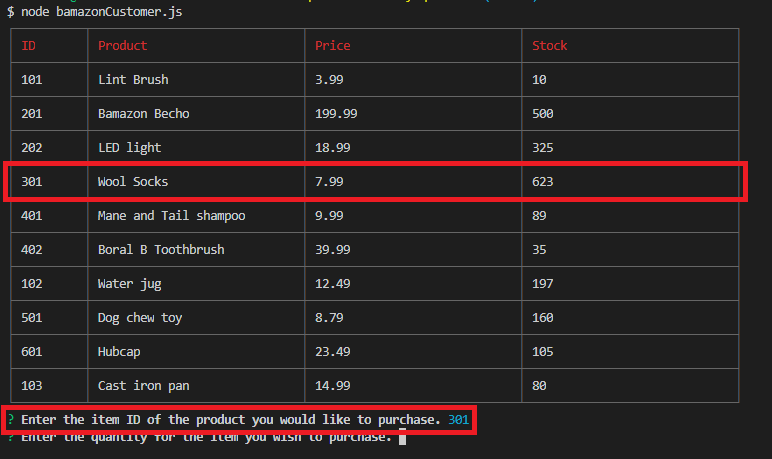 $ node bamazonCustomer.js
ID Product Price Stock
101 Lint Brush 3.99 10
201 Bamazon Becho 199.99 500
202 LED light 18.99 325
301 Wool Socks 7.99 623
401 Mane and Tail shampoo 9.99 89
402 Boral B Toothbrush 39.99 35
102 Water jug 12.49 197
501 Dog chew toy 8.79 160
601 Hubcap 23.49 105
103 Cast iron pan 14.99 80
? Enter the item ID of the product you would like to purchase. 301
? Enter the quantity for the item you wish to purchase.